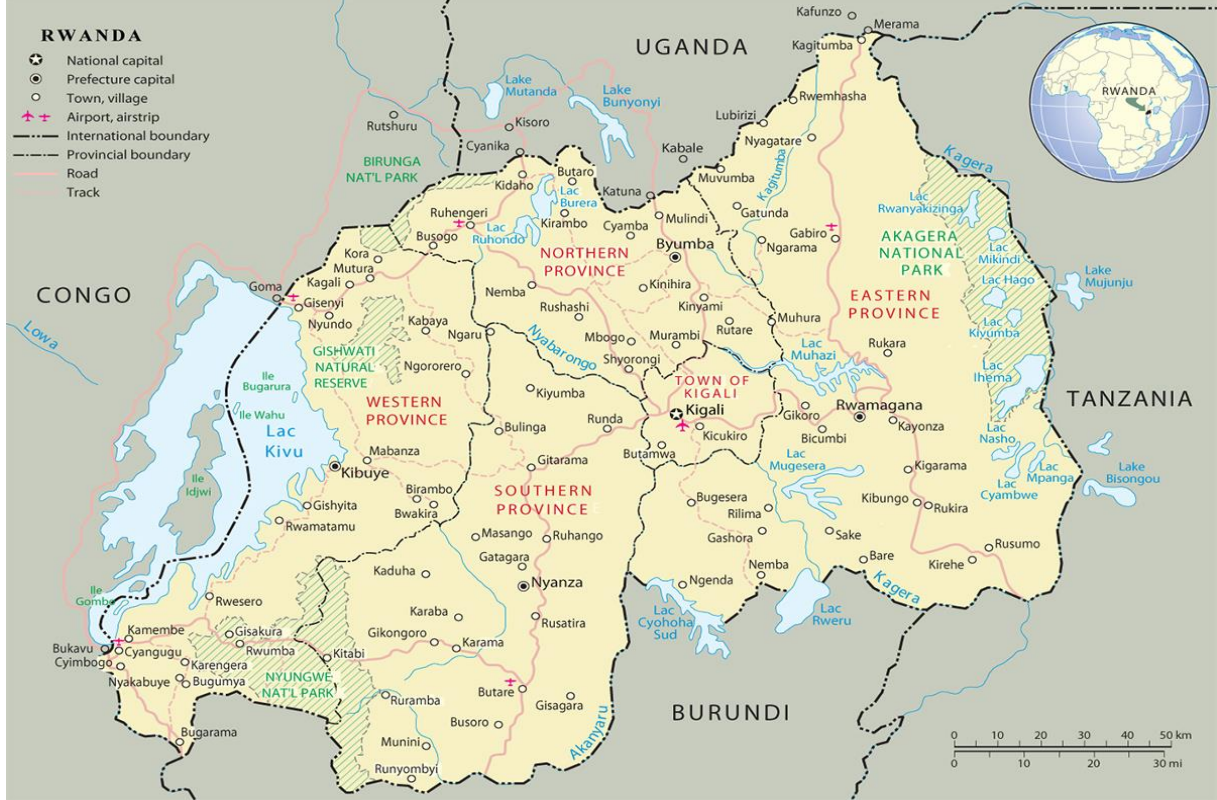 RWANDA
National capital
Prefecture capital
Town, village
Airport, airstrip
International boundary
Provincial boundary
Road
Track
UGANDA
CONGO
TANZANIA
BURUNDI
RWANDA
Kafunzo
Merama
Kagitumba
Lake
Mutanda
Lake
Bunyonyi
Rutshuru
Kisoro
Cyanika
Rwemhasha
Lubirizi
Nyagatare
Kabale
Kagitumba
Kagera
BIRUNGA
NAT'L PARK
Butaro
Kidaho
Lac
Burera
Katuna
Muvumba
Lac
Rwanyakizinga
Ruhengeri
Lac
Ruhondo
Kirambo
Cyamba
Mulindi
Gatunda
Busogo
Byumba
Ngarama
Gabiro
AKAGERA
NATIONAL
PARK
Lac
Mikindi
Kora
Mutura
Kagali
NORTHERN
PROVINCE
Lac Hago
Lake
Mujunju
Goma
Gisenyi
Nyundo
Nemba
Kinihira
Kinyami
EASTERN
PROVINCE
Rushashi
Muhura
Rutare
Lac
Kiyumba
Lowa
Kabaya
Ngaru
Nyabarongo
Mbogo
Murambi
Shyorongi
Lac
Muhazi
Rukara
GISHWATI
NATURAL
RESERVE
Ngororero
Lac
Ihema
Ile
Bugarura
Ile Wahu
Lac
Kivu
WESTERN
PROVINCE
Kiyumba
TOWN OF
KIGALI
Kigali
Kicukiro
Gikoro
Rwamagana
Bicumbi
Kayonza
Runda
Bulinga
Butamwa
Lac
Nasho
Mabanza
Kibuye
Gitarama
Lac
Mugesera
Kigarama
Lac
Mpanga
Lac
Cyambwe
Lake
Bisongou
Ile
Idjwi
Birambo
Bwakira
SOUTHERN
PROVINCE
Bugesera
Rilima
Kibungo
Rukira
Gishyita
Rwamatamu
Masango
Ruhango
Gashora
Sake
Gatagara
Rusumo
Kaduha
Nyanza
Nemba
Bare
Kirehe
Ngenda
Kagera
Ile
Gombo
Rwesero
Karaba
Rusatira
Lac
Cyohoha
Sud
Lac
Rweru
Kamembe
Gisakura
Gikongoro
Karama
Bukavu
Cyangugu
Rwumba
Cyimbogo
Karengera
Kitabi
Nyakabuye
Bugumya
NYUNGWE
NAT'L PARK
Butare
Ruramba
Gisagara
Busoro
Bugarama
Munini
Akanyaru
Runyombyi
0 10 20 30 40 50 km
0 10 20 30 mi